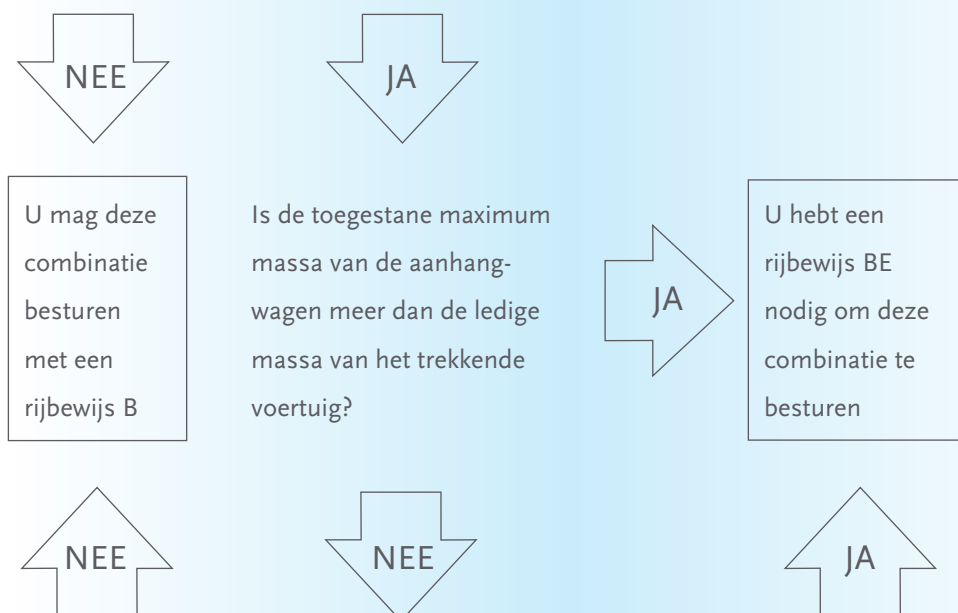 NEE
JA
U mag deze
combinatie
besturen
met een
rijbewijs B
Is de toegestane maximum
massa van de aanhang-
wagen meer dan de ledige
massa van het trekkende
voertuig?
JA
U hebt een
rijbewijs BE
nodig om deze
combinatie te
besturen
NEE
NEE
JA